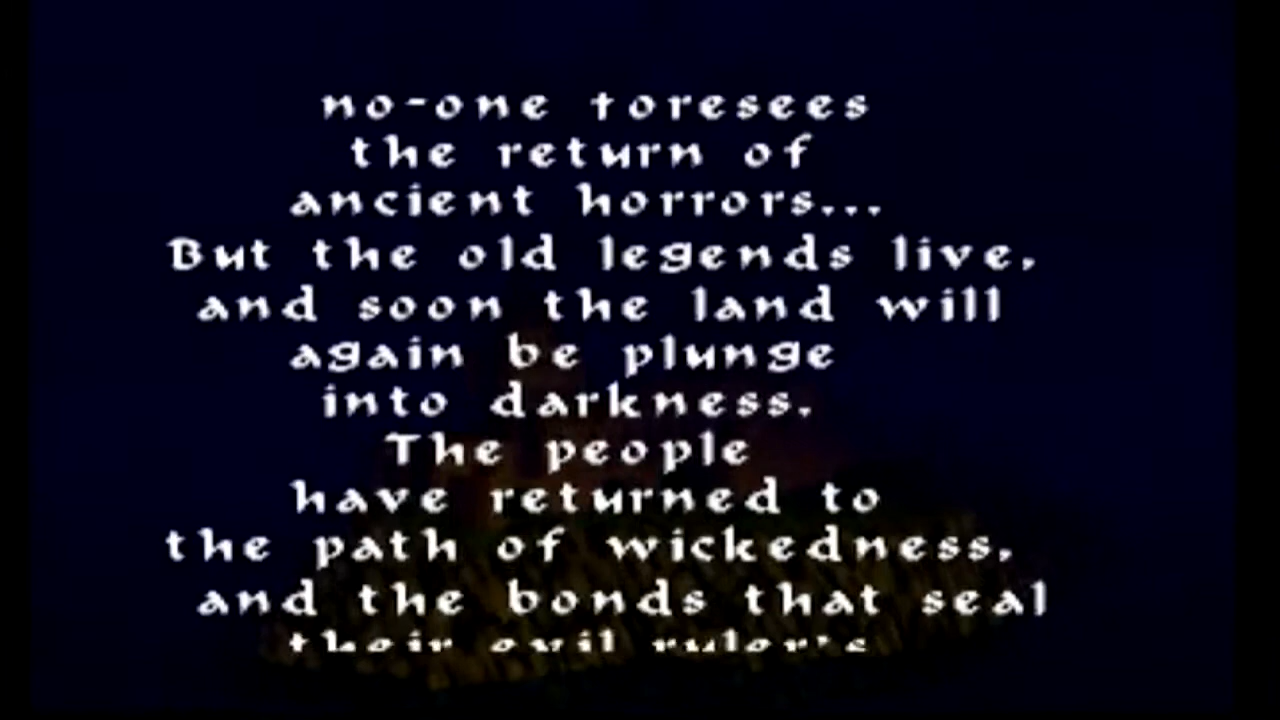 no-one foresees
the return of
ancient horrors...
But the old legends live,
and soon the land will
again be plunge
into darkness.
The people
have returned to
the path of wickedness,
and the bonds that seal
their evil ruler's